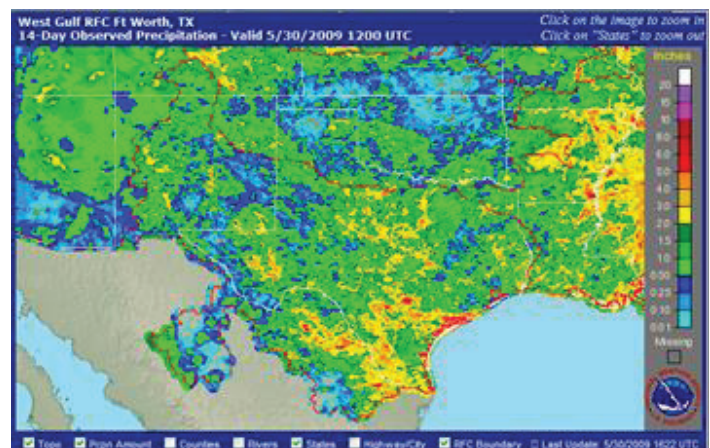 West Gulf RFC Ft Worth, TX
14-Day Observed Precipitation - Valid 5/30/2009 1200 UTC
Click on the image to zoom in
Click on "States" to zoom out
Inches
20
15
10
8.0
6.0
5.0
4.0
3.0
2.0
1.5
1.0
0.50
0.25
0.10
0.01
Missing
Topo Prcn Amount Counties Rivers States Highway/City RFC Boundary Last Update: 5/30/2009 1622 UTC